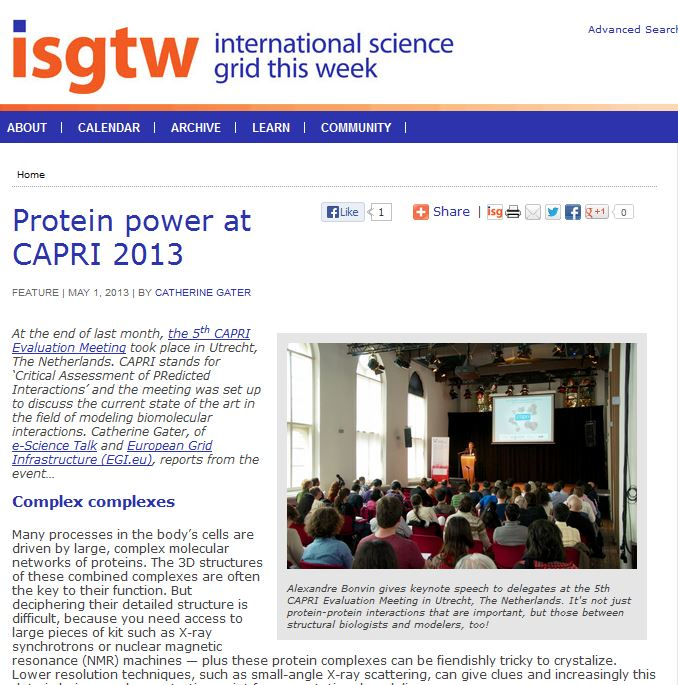 isgtw international science
grid this week
Advanced Search
ABOUT | CALENDAR | ARCHIVE | LEARN | COMMUNITY |
Home
Like 1 Share | isg +1 0
Protein power at
CAPRI 2013
FEATURE | MAY 1, 2013 | BY CATHERINE GATER
At the end of last month, the 5th CAPRI
Evaluation Meeting took place in Utrecht,
The Netherlands. CAPRI stands for
‘Critical Assessment of PRedicted
Interactions’ and the meeting was set up
to discuss the current state of the art in
the field of modeling biomolecular
interactions. Catherine Gater, of
e-Science Talk and European Grid
Infrastructure (EGI.eu), reports from the
event…
capri
Alexandre Bonvin gives keynote speech to delegates at the 5th
CAPRI Evaluation Meeting in Utrecht, The Netherlands. It's not just
protein-protein interactions that are important, but those between
structural biologists and modelers, too!
Complex complexes
Many processes in the body’s cells are
driven by large, complex molecular
networks of proteins. The 3D structures
of these combined complexes are often
the key to their function. But
deciphering their detailed structure is
difficult, because you need access to
large pieces of kit such as X-ray
synchrotrons or nuclear magnetic
resonance (NMR) machines — plus these protein complexes can be fiendishly tricky to crystalize.
Lower resolution techniques, such as small-angle X-ray scattering, can give clues and increasingly this